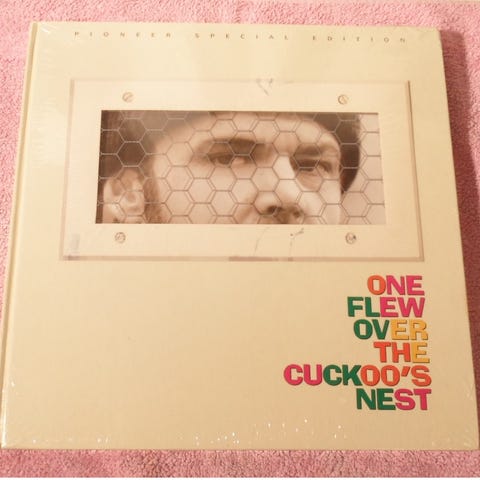 PIONEER SPECIAL EDITION
ONE
FLEW
OVER
THE
CUCKOO'S
NEST